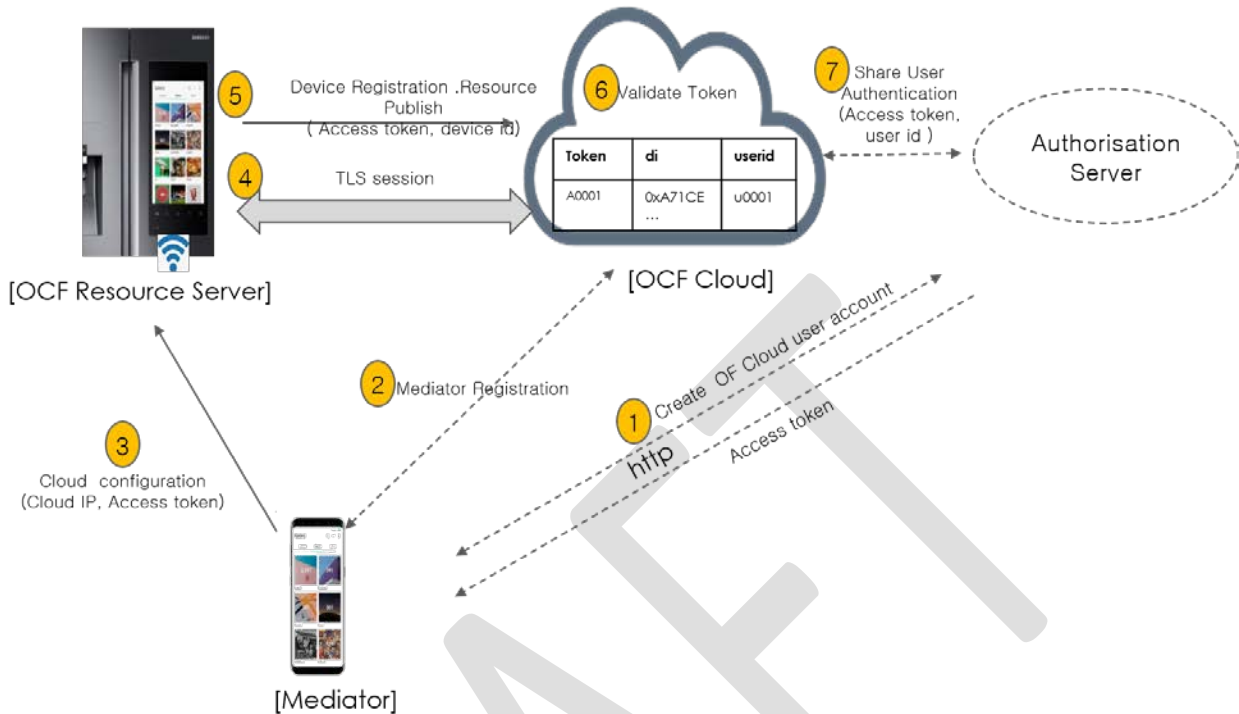 5
Device Registration .Resource
Publish
( Access token, device id)
4
TLS session
[OCF Resource Server]
6
Validate Token
Token di userid
A0001 0xA71CE u0001
...
[OCF Cloud]
7
Share User
Authentication
(Access token,
user id )
Authorisation
Server
2
Mediator Registration
1
Create OF Cloud user account
http
Access token
3
Cloud configuration
(Cloud IP, Access token)
[Mediator]
AFT